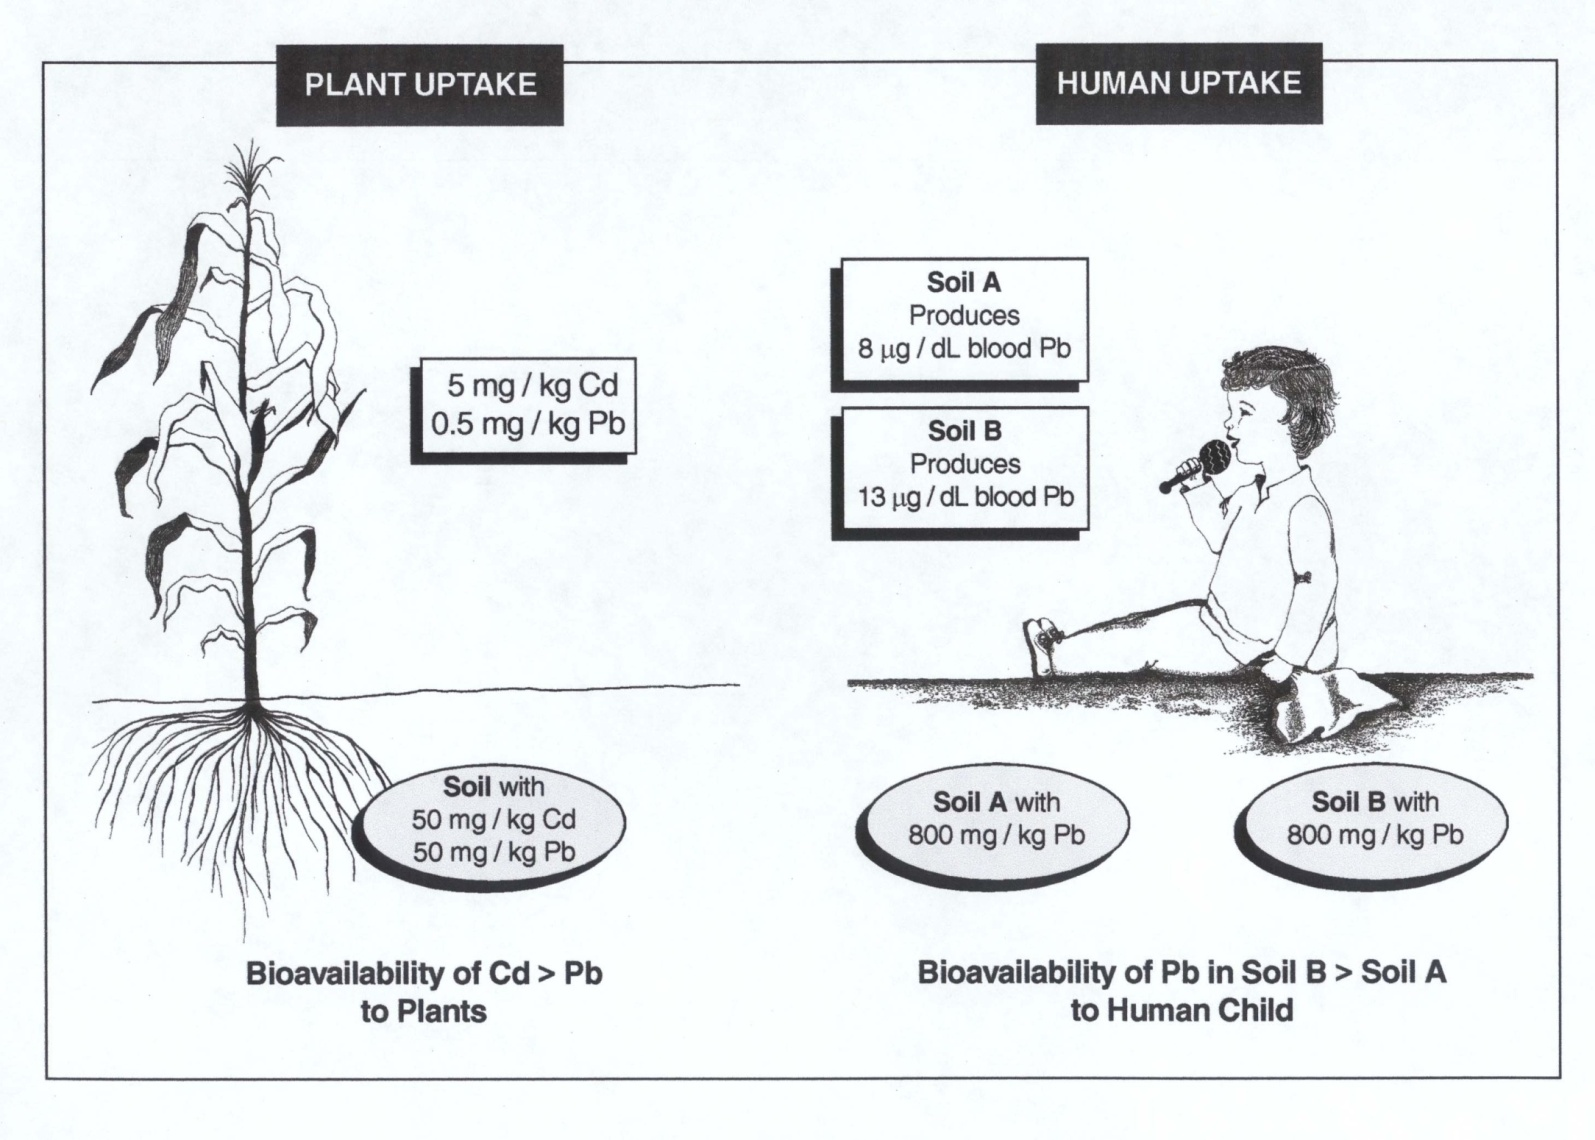 PLANT UPTAKE
5 mg / kg Cd
0.5 mg / kg Pb
Soil with
50 mg / kg Cd
50 mg / kg Pb
Bioavailability of Cd > Pb
to Plants
HUMAN UPTAKE
Soil A
Produces
8 μg / dL blood Pb
Soil B
Produces
13 μg / dL blood Pb
Soil A with
800 mg / kg Pb
Soil B with
800 mg / kg Pb
Bioavailability of Pb in Soil B > Soil A
to Human Child